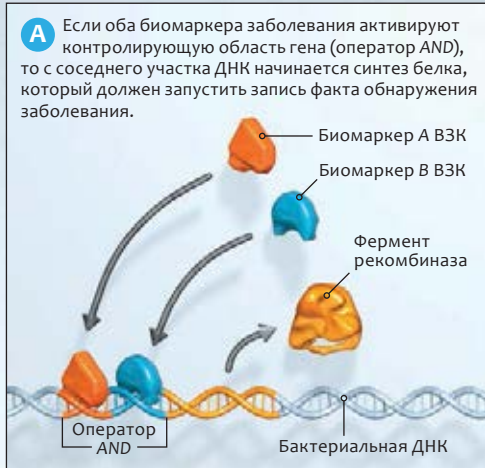 А Если оба биомаркера заболевания активируют
контролирующую область гена (оператор AND),
то с соседнего участка ДНК начинается синтез белка,
который должен запустить запись факта обнаружения
заболевания.
Биомаркер А ВЗК
Биомаркер В ВЗК
Фермент
рекомбиназа
Оператор
AND
Бактериальная ДНК